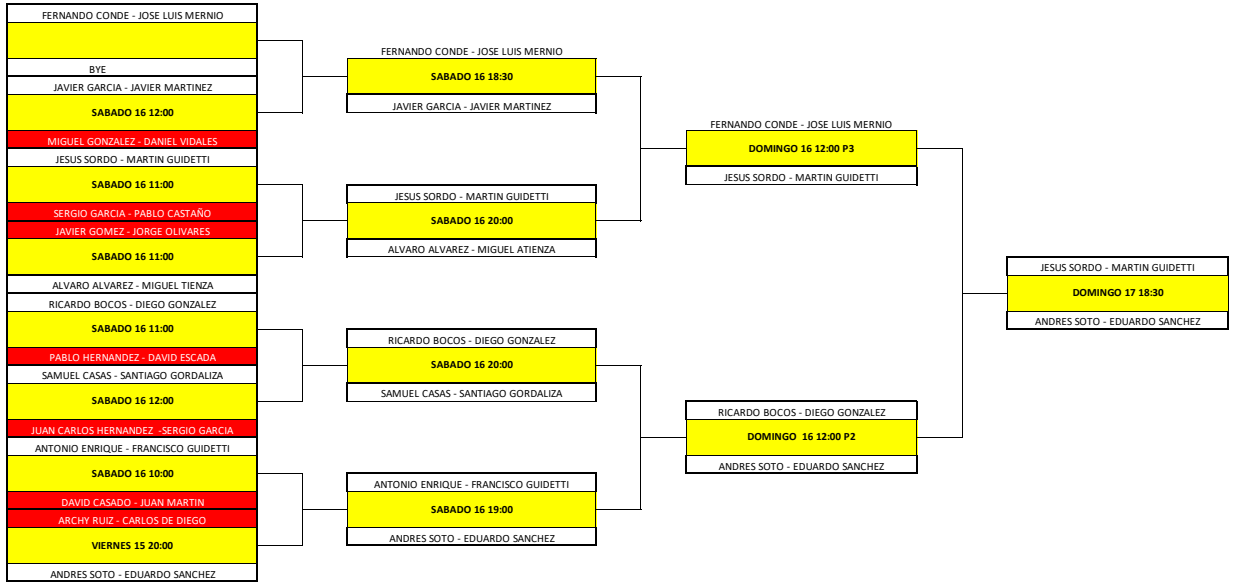 FERNANDO CONDE - JOSE LUIS MERNIO
BYE
JAVIER GARCIA - JAVIER MARTINEZ
SABADO 16 12:00
MIGUEL GONZALEZ - DANIEL VIDALES
JESUS SORDO - MARTIN GUIDETTI
SABADO 16 11:00
SERGIO GARCIA - PABLO CASTAÑO
JAVIER GOMEZ - JORGE OLIVARES
SABADO 16 11:00
ALVARO ALVAREZ - MIGUEL TIENZA
RICARDO BOCOS - DIEGO GONZALEZ
SABADO 16 11:00
PABLO HERNANDEZ - DAVID ESCADA
SAMUEL CASAS - SANTIAGO GORDALIZA
SABADO 16 12:00
JUAN CARLOS HERNANDEZ -SERGIO GARCIA
ANTONIO ENRIQUE - FRANCISCO GUIDETTI
SABADO 16 10:00
DAVID CASADO - JUAN MARTIN
ARCHY RUIZ - CARLOS DE DIEGO
VIERNES 15 20:00
ANDRES SOTO - EDUARDO SANCHEZ
FERNANDO CONDE - JOSE LUIS MERNIO
SABADO 16 18:30
JAVIER GARCIA - JAVIER MARTINEZ
JESUS SORDO - MARTIN GUIDETTI
SABADO 16 20:00
ALVARO ALVAREZ - MIGUEL ATIENZA
RICARDO BOCOS - DIEGO GONZALEZ
SABADO 16 20:00
SAMUEL CASAS - SANTIAGO GORDALIZA
ANTONIO ENRIQUE - FRANCISCO GUIDETTI
SABADO 16 19:00
ANDRES SOTO - EDUARDO SANCHEZ
FERNANDO CONDE - JOSE LUIS MERNIO
DOMINGO 16 12:00 P3
JESUS SORDO - MARTIN GUIDETTI
RICARDO BOCOS - DIEGO GONZALEZ
DOMINGO 16 12:00 P2
ANDRES SOTO - EDUARDO SANCHEZ
JESUS SORDO - MARTIN GUIDETTI
DOMINGO 17 18:30
ANDRES SOTO - EDUARDO SANCHEZ